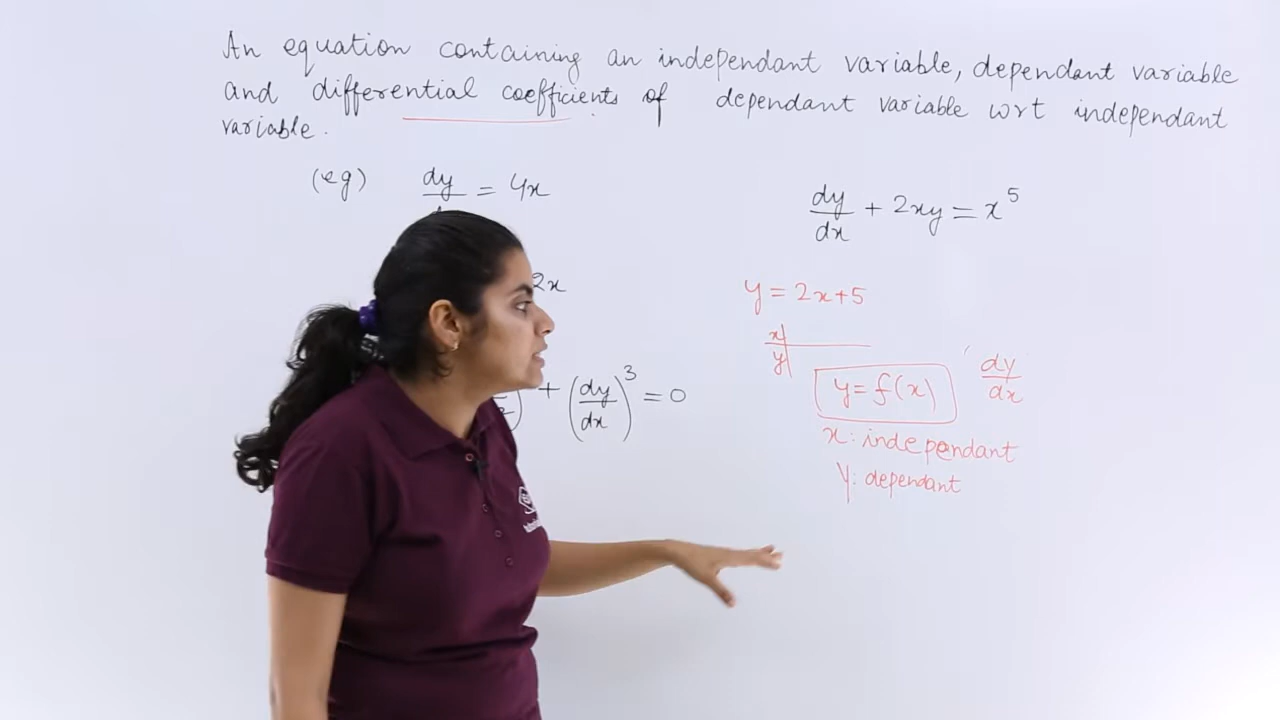 An equation containing an independant variable, dependant variable
and differential coefficients of dependant variable wrt independant
variable.
(eg) dy/ = 4x
dy/dx + 2xy = x^5
2x
y = 2x+5
x
y
+ (dy/dx)^3 = 0
y = f(x)
dy/dx
x: independant
y: dependant